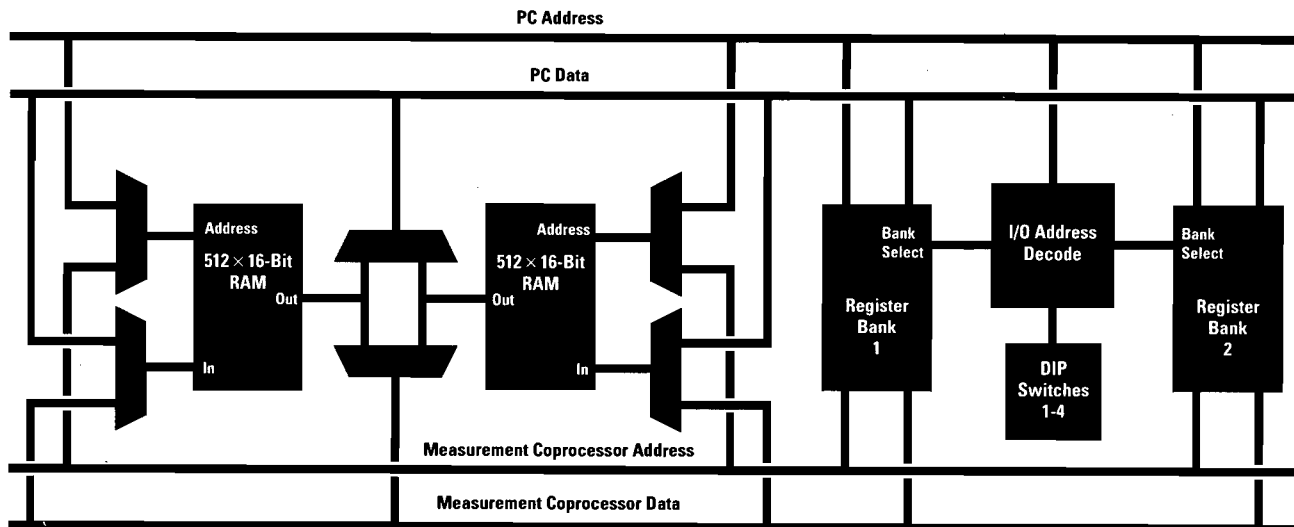 PC Address
PC Data
Address
512 × 16-Bit
RAM
Out
In
Address
512 × 16-Bit
RAM
Out
In
Bank
Select
Register
Bank
1
I/O Address
Decode
DIP
Switches
1-4
Bank
Select
Register
Bank
2
Measurement Coprocessor Address
Measurement Coprocessor Data